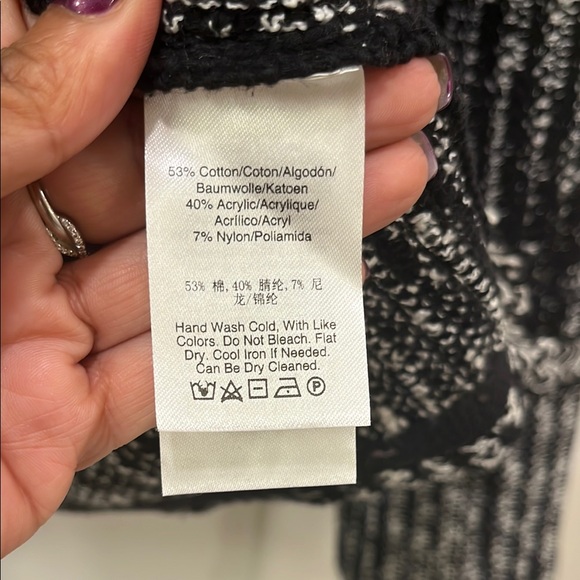 53% Cotton/Coton/Algodón/
Baumwolle/Katoen
40% Acrylic/Acrylique/
Acrílico/Acryl
7% Nylon/Poliamida
53% 棉,40% 腈纶,7% 尼
龙/锦纶
Hand Wash Cold, With Like
Colors. Do Not Bleach. Flat
Dry. Cool Iron If Needed.
Can Be Dry Cleaned.
P